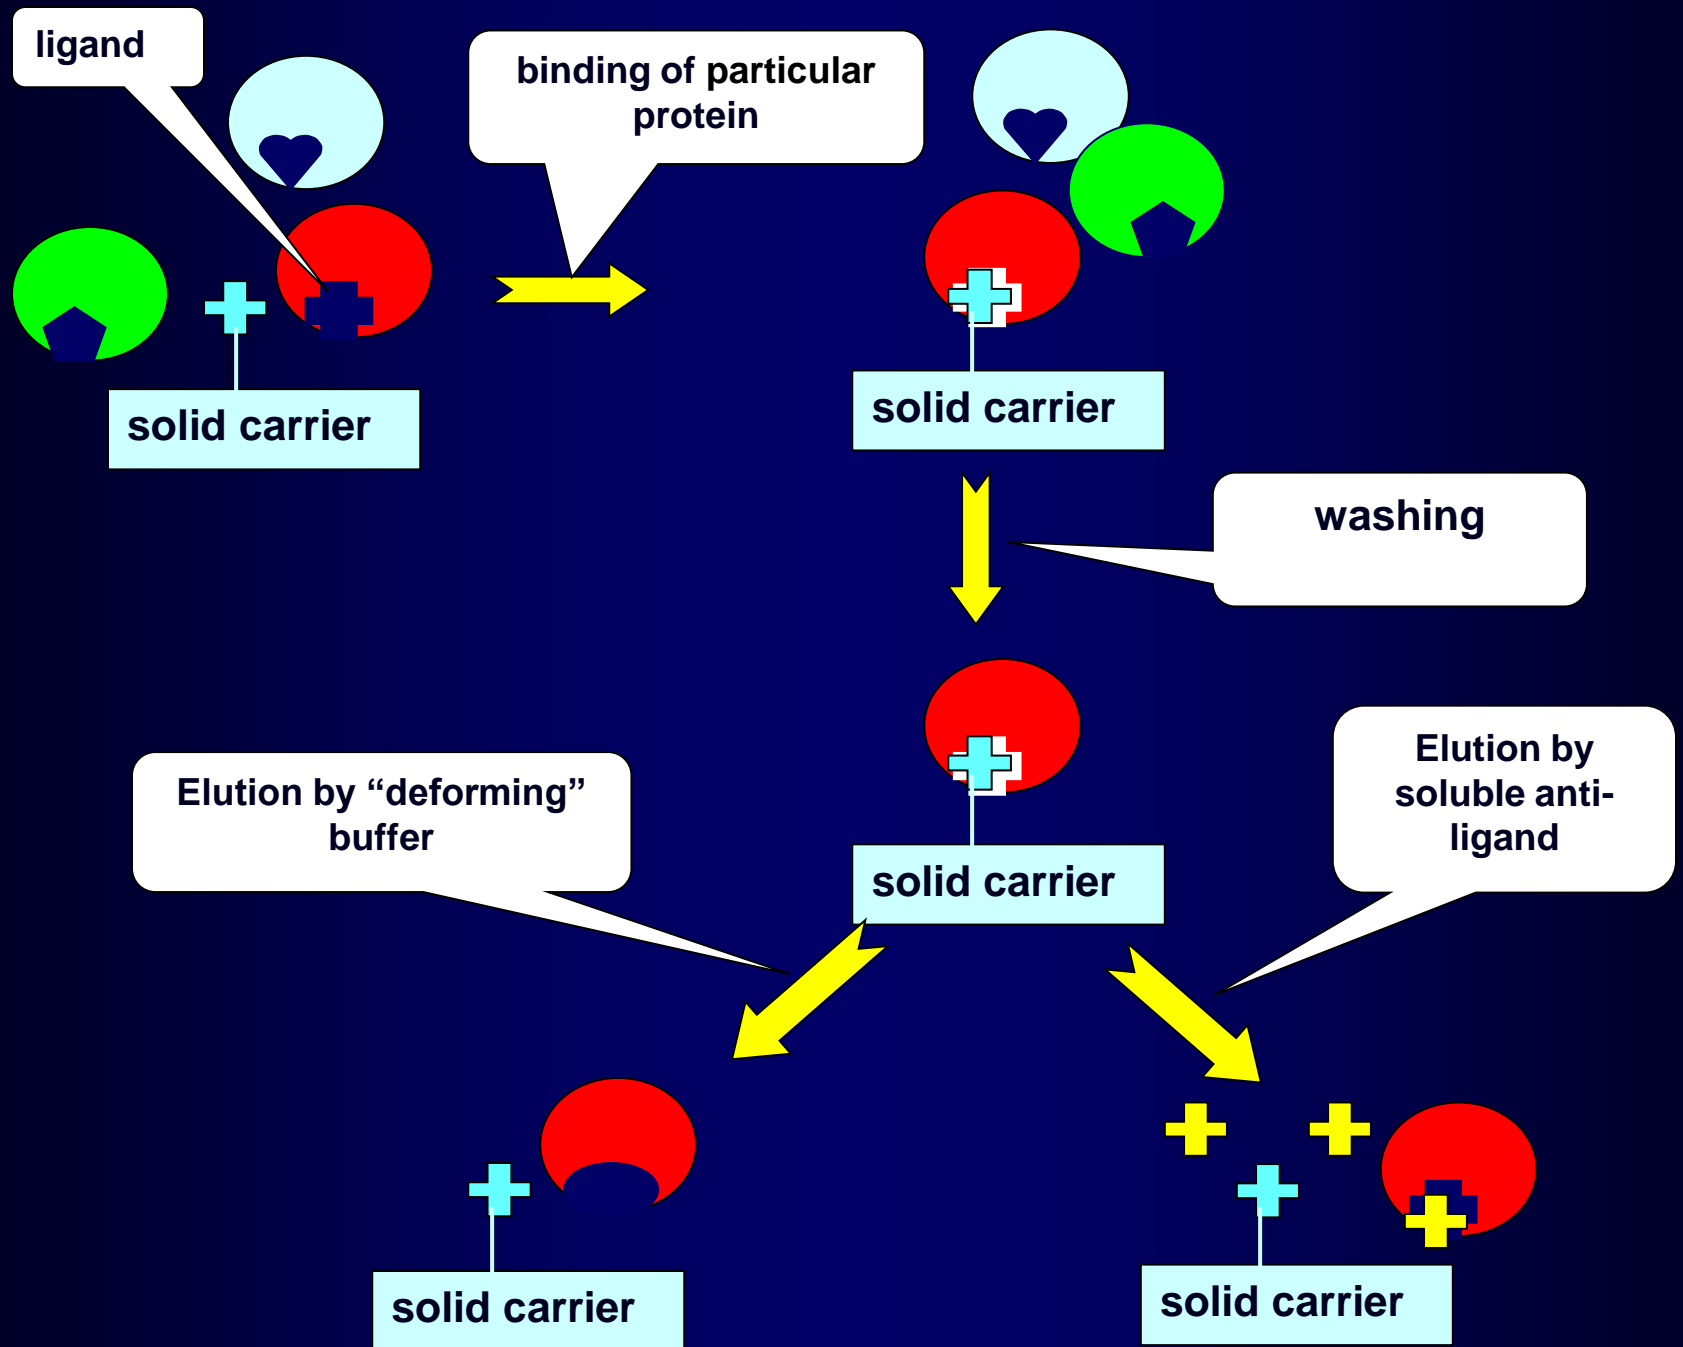 ligand
binding of particular
protein
solid carrier
solid carrier
washing
Elution by “deforming”
buffer
Elution by
soluble anti-
ligand
solid carrier
solid carrier
solid carrier